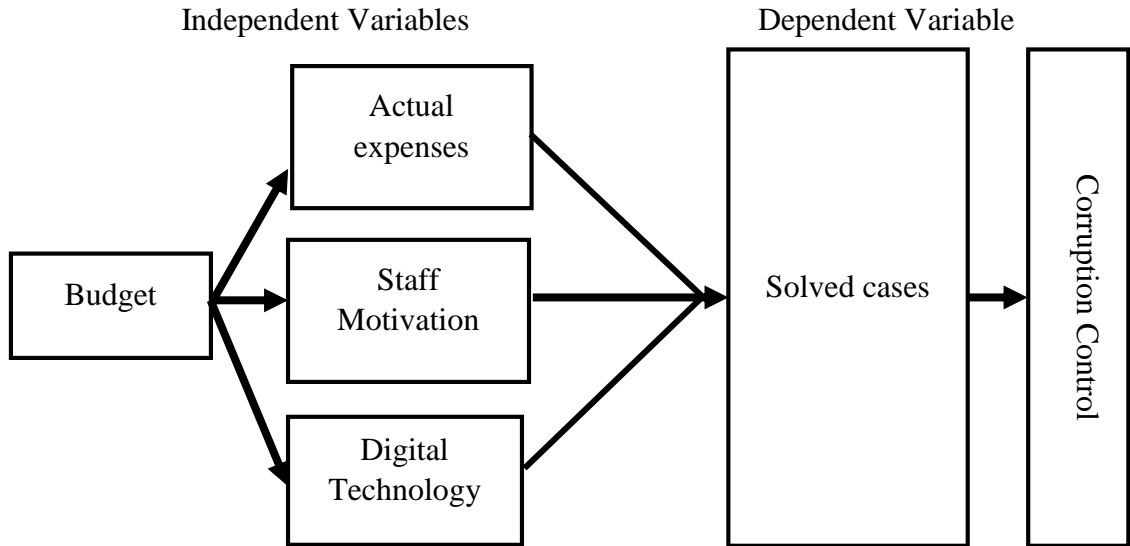 Independent Variables
Dependent Variable
Actual
expenses
Budget
Staff
Motivation
Digital
Technology
Solved cases
Corruption Control